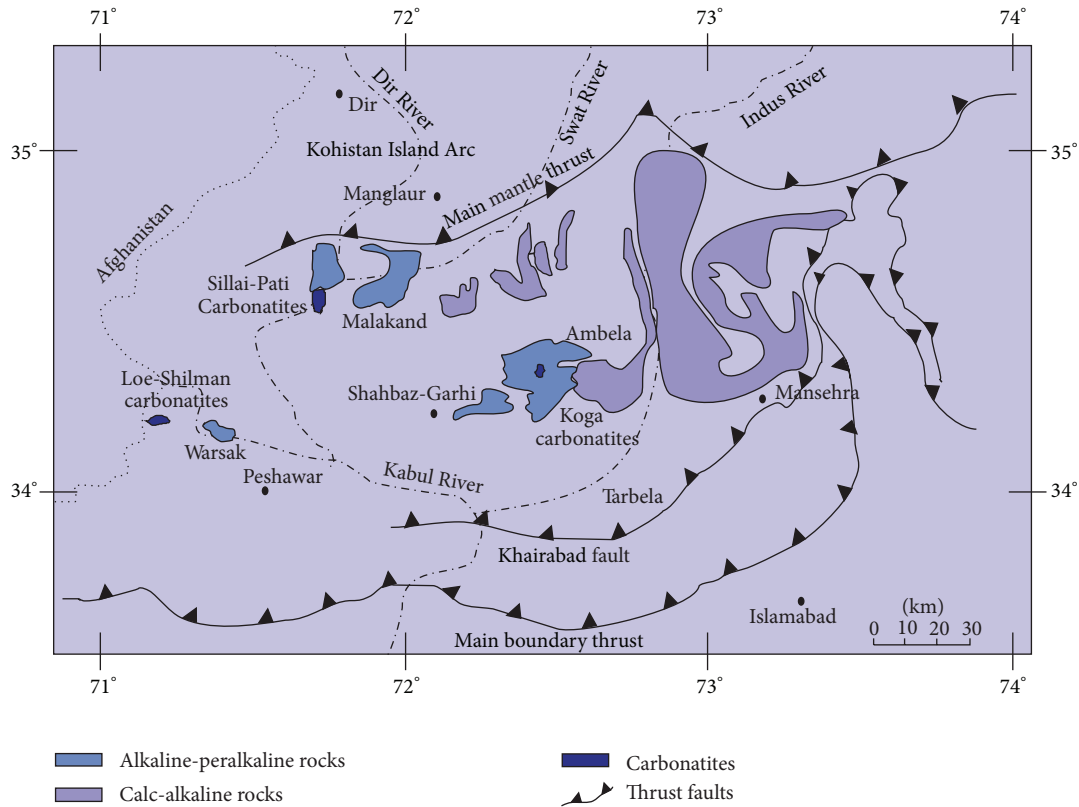 71°
72°
73°
74°
Dir River
Dir
Swat River
Indus River
35°
35°
Kohistan Island Arc
Main mantle thrust
Manglaur
Afghanistan
Sillai-Pati
Carbonatites
Malakand
Ambela
Loe-Shilman
carbonatites
Shahbaz-Garhi
Mansehra
Koga
carbonatites
Warsak
Peshawar
Kabul River
34°
34°
Tarbela
Khairabad fault
Islamabad
(km)
0 10 20 30
Main boundary thrust
71°
72°
73°
74°
Alkaline-peralkaline rocks
Calc-alkaline rocks
Carbonatites
Thrust faults